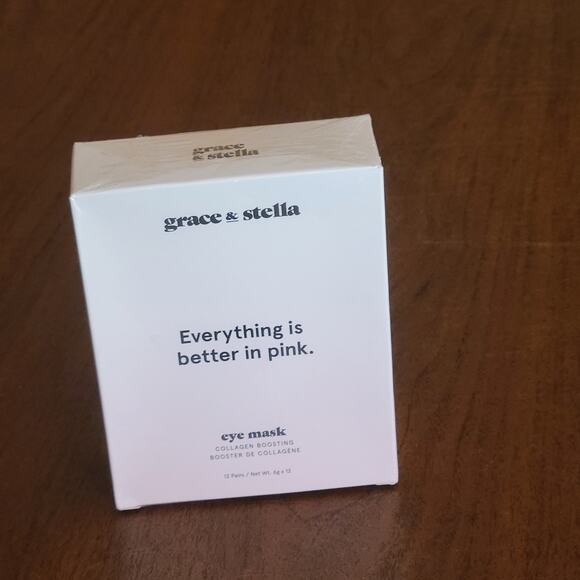 grace
& stella
grace & stella
Everything is
better in pink.
eye mask
COLLAGEN BOOSTING
BOOSTER DE COLLAGÈNE
12 Pairs / Net Wt. 6g x 12